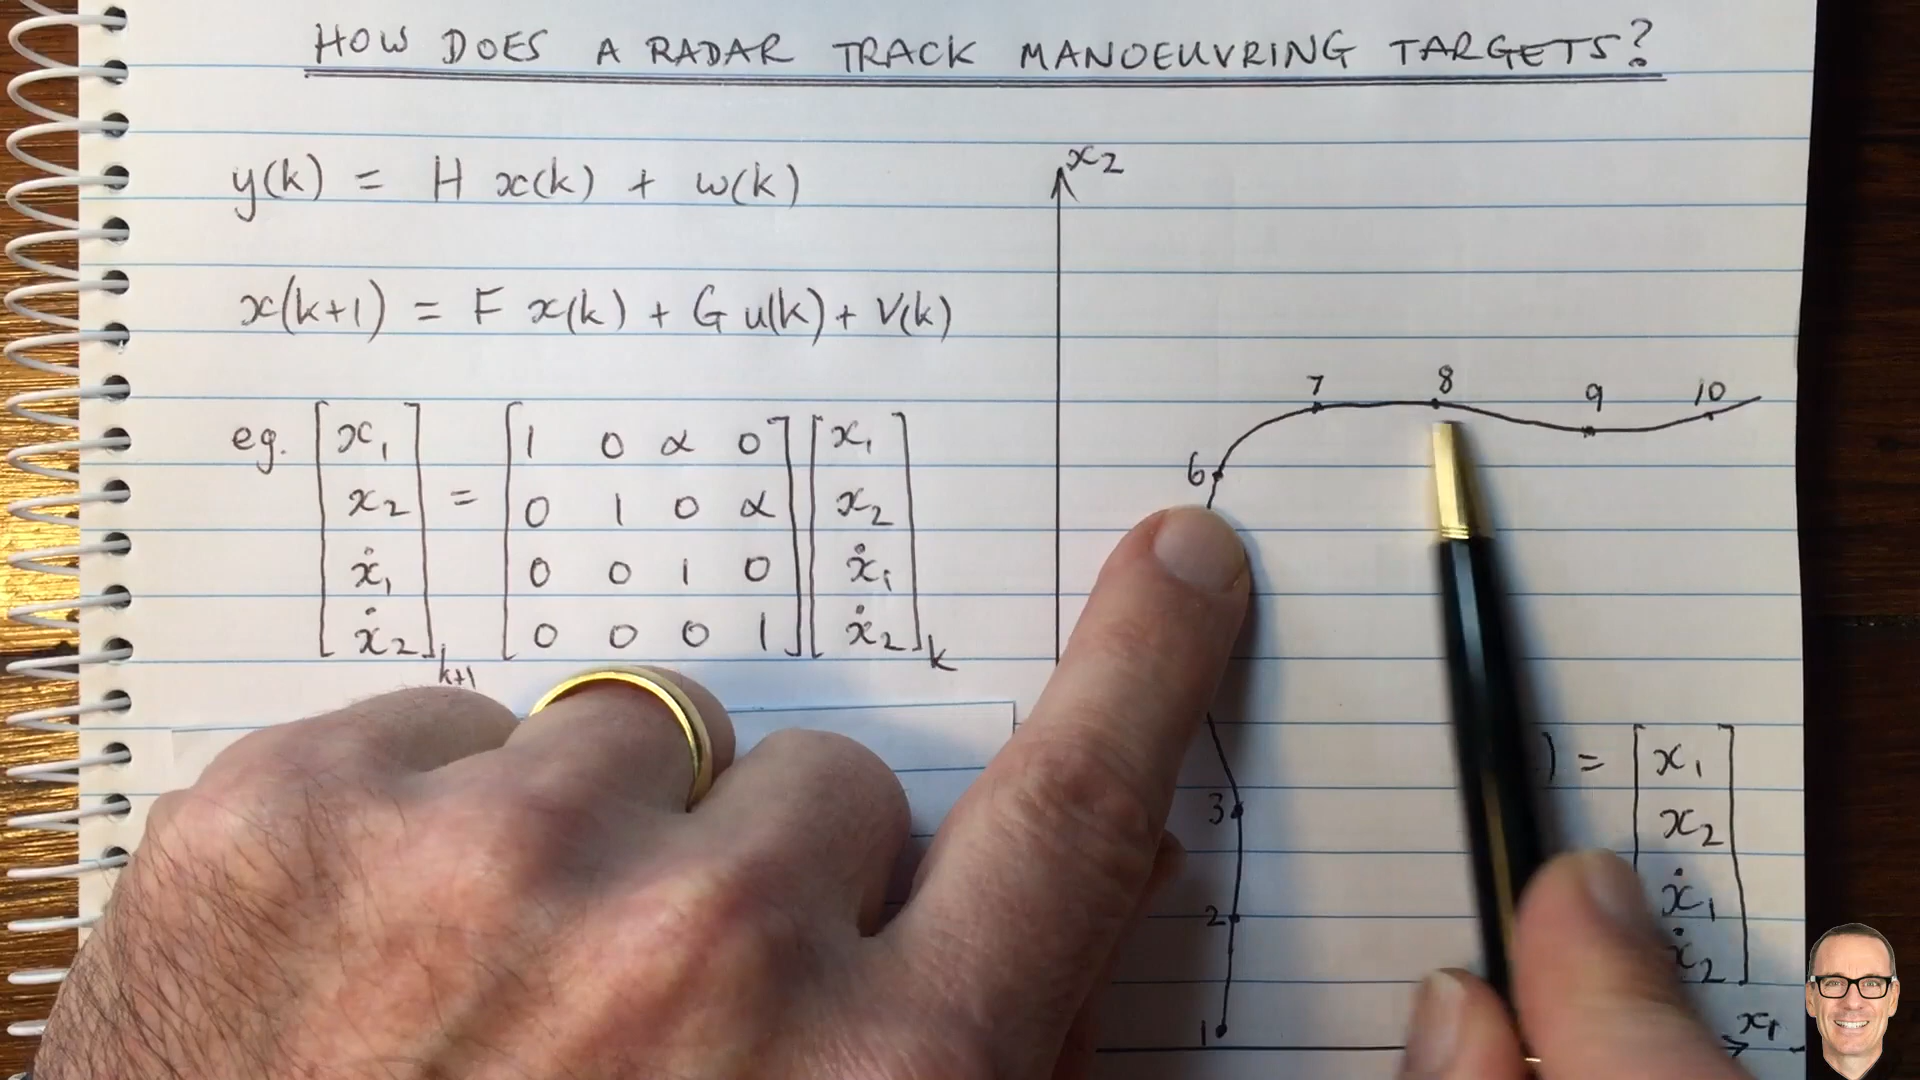 HOW DOES A RADAR TRACK MANOEUVRING TARGETS?
y(k) = H x(k) + w(k)
x(k+1) = F x(k) + G u(k) + v(k)
eg. [x₁ x₂ ẋ₁ ẋ₂]ₖ₊₁ = [1 0 α 0; 0 1 0 α; 0 0 1 0; 0 0 0 1] [x₁ x₂ ẋ₁ ẋ₂]ₖ
x₂
7 8 9 10
6
3
2
1
) = [x₁ x₂ ẋ₁ ẋ₂]
x₁